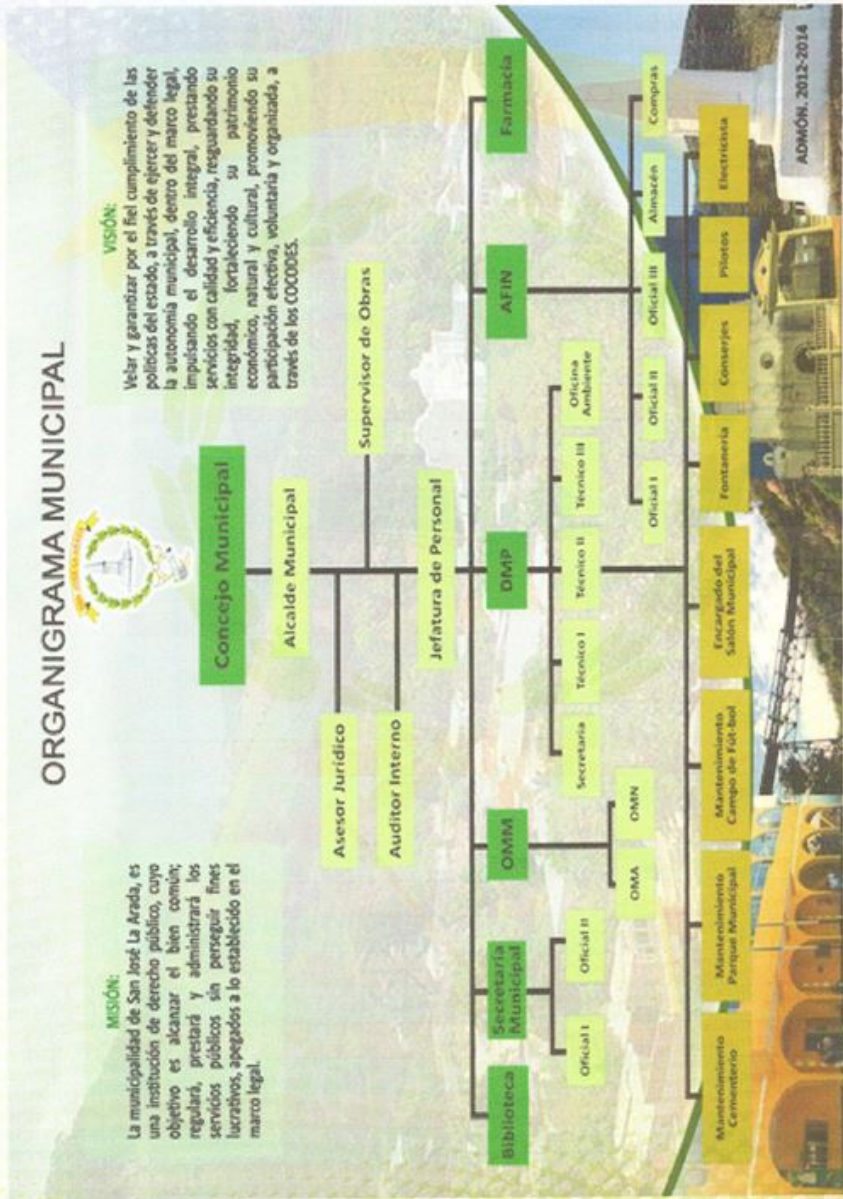 ORGANIGRAMA MUNICIPAL
MISIÓN:
La municipalidad de San José La Arada, es
una institución de derecho público, cuyo
objetivo es alcanzar el bien común;
regulará, prestará y administrará los
servicios públicos sin perseguir fines
lucrativos, apegados a lo establecido en el
marco legal.
VISIÓN:
Velar y garantizar por el fiel cumplimiento de las
políticas del estado, a través de ejercer y defender
la autonomía municipal, dentro del marco legal,
impulsando el desarrollo integral, prestando
servicios con calidad y eficiencia, resguardando su
integridad, fortaleciendo su patrimonio
económico, natural y cultural, promoviendo su
participación efectiva, voluntaria y organizada, a
través de los COCODES.
Concejo Municipal
Alcalde Municipal
Asesor Jurídico
Supervisor de Obras
Auditor Interno
Jefatura de Personal
Biblioteca
Secretaría
Municipal
OMM
DMP
AFIN
Farmacia
Oficial I
Oficial II
OMA
OMN
Secretaria
Técnico I
Técnico II
Técnico III
Oficina
Ambiente
Oficial I
Oficial II
Oficial III
Almacén
Compras
Mantenimiento
Cementerio
Mantenimiento
Parque Municipal
Mantenimiento
Campo de Fút-bol
Encargado del
Salón Municipal
Fontanería
Conserjes
Pilotos
Electricista
ADMÓN. 2012-2014